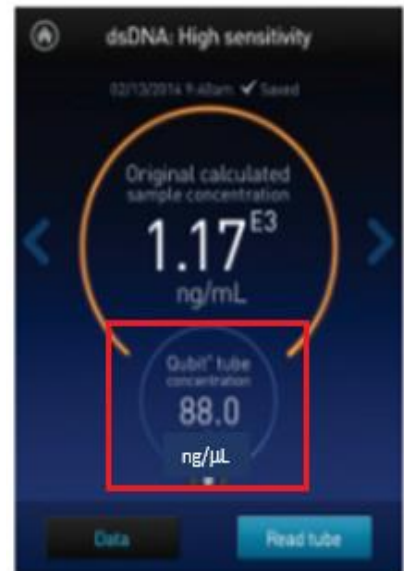 dsDNA: High sensitivity
02/13/2014 9:40am ✔ Saved
Original calculated
sample concentration
1.17E3
ng/mL
Qubit® tube
concentration
88.0
ng/µL
Data
Read tube